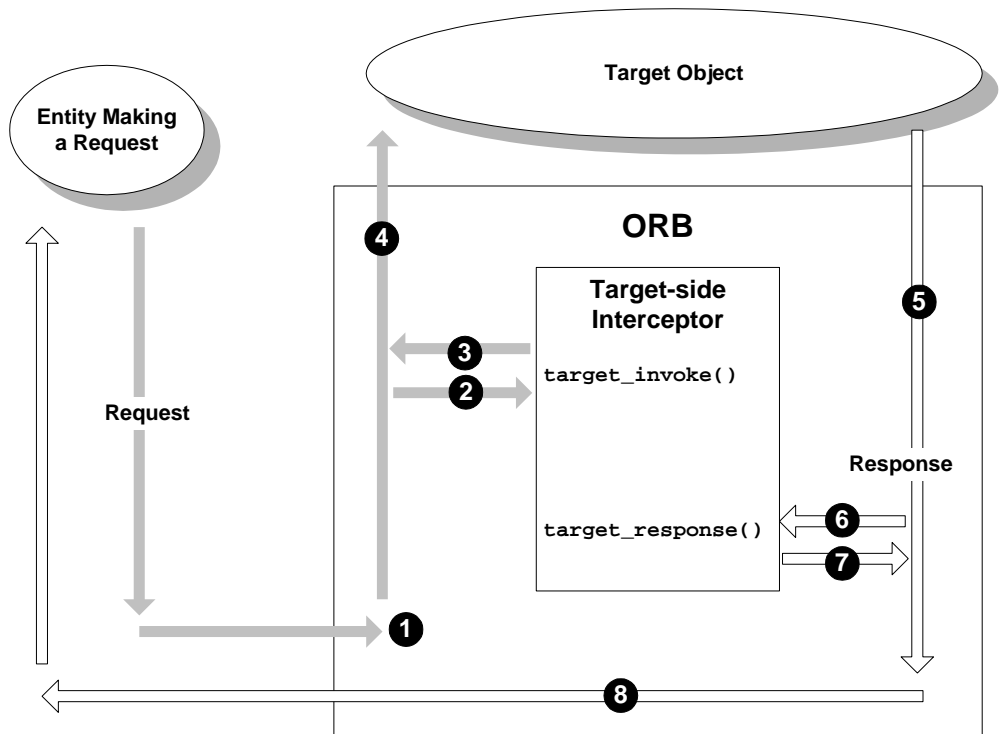 Target Object
Entity Making
a Request
4
ORB
Target-side
Interceptor
5
3
target_invoke()
2
Request
Response
6
target_response()
7
1
8